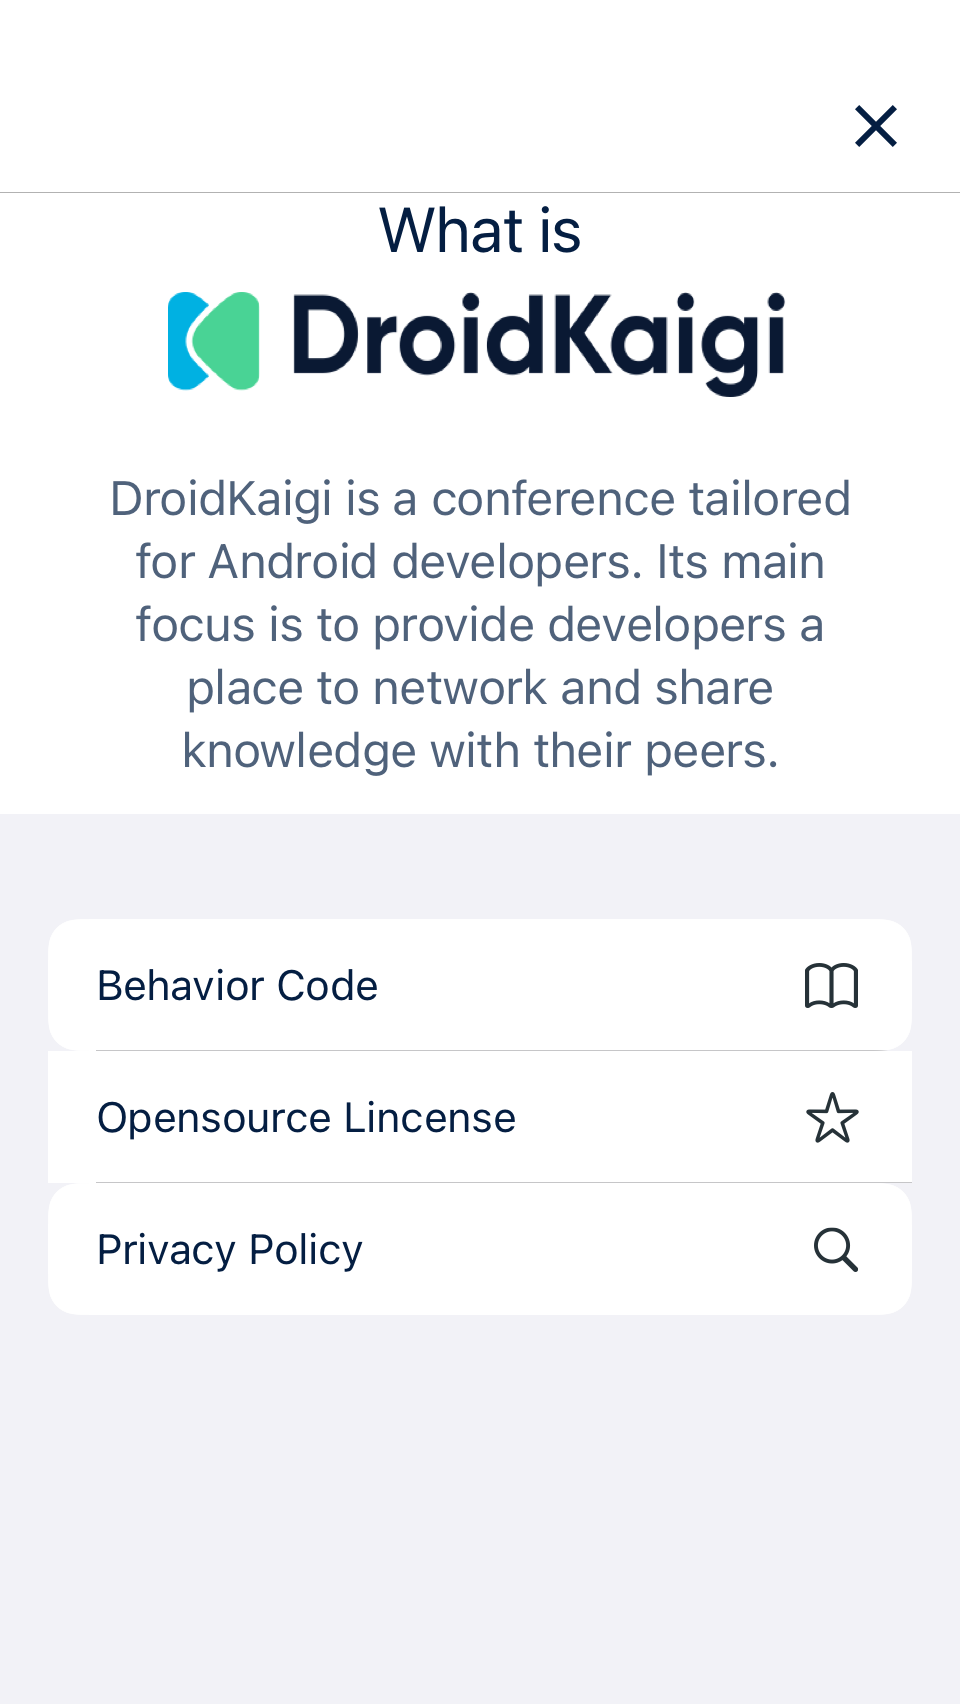 What is
DroidKaigi
DroidKaigi is a conference tailored
for Android developers. Its main
focus is to provide developers a
place to network and share
knowledge with their peers.
Behavior Code
Opensource Lincense
Privacy Policy